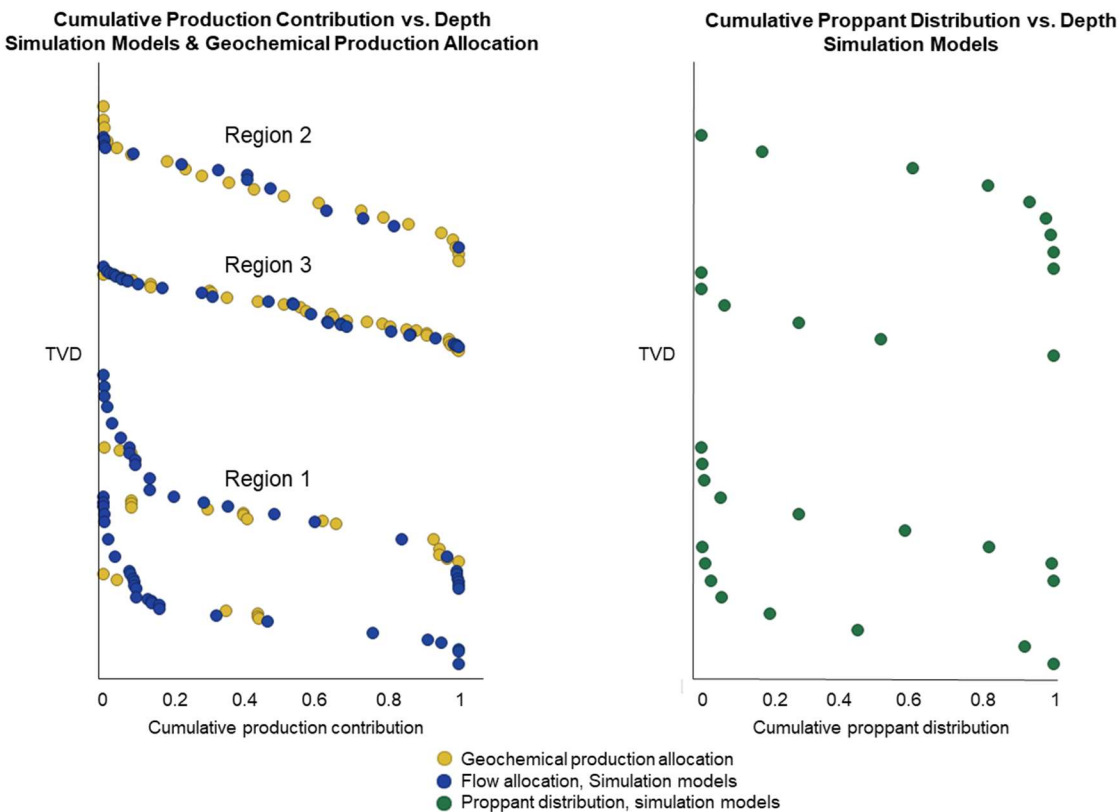 Cumulative Production Contribution vs. Depth
Simulation Models & Geochemical Production Allocation
Region 2
Region 3
TVD
Region 1
0 0.2 0.4 0.6 0.8 1
Cumulative production contribution
Cumulative Proppant Distribution vs. Depth
Simulation Models
TVD
0 0.2 0.4 0.6 0.8 1
Cumulative proppant distribution
Geochemical production allocation
Flow allocation, Simulation models
Proppant distribution, simulation models